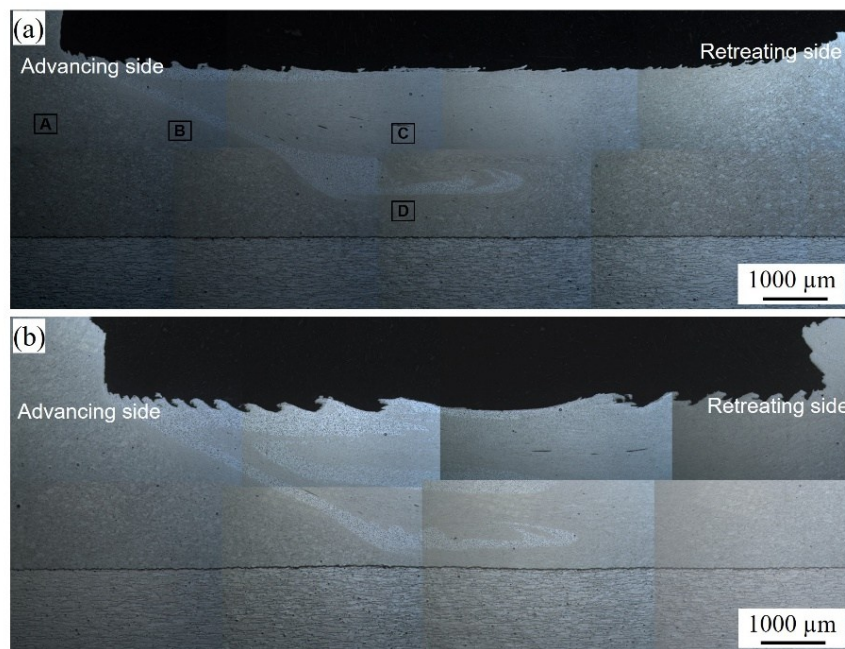 (a)
Advancing side
Retreating side
A
B
C
D
1000 µm
(b)
Advancing side
Retreating side
1000 µm